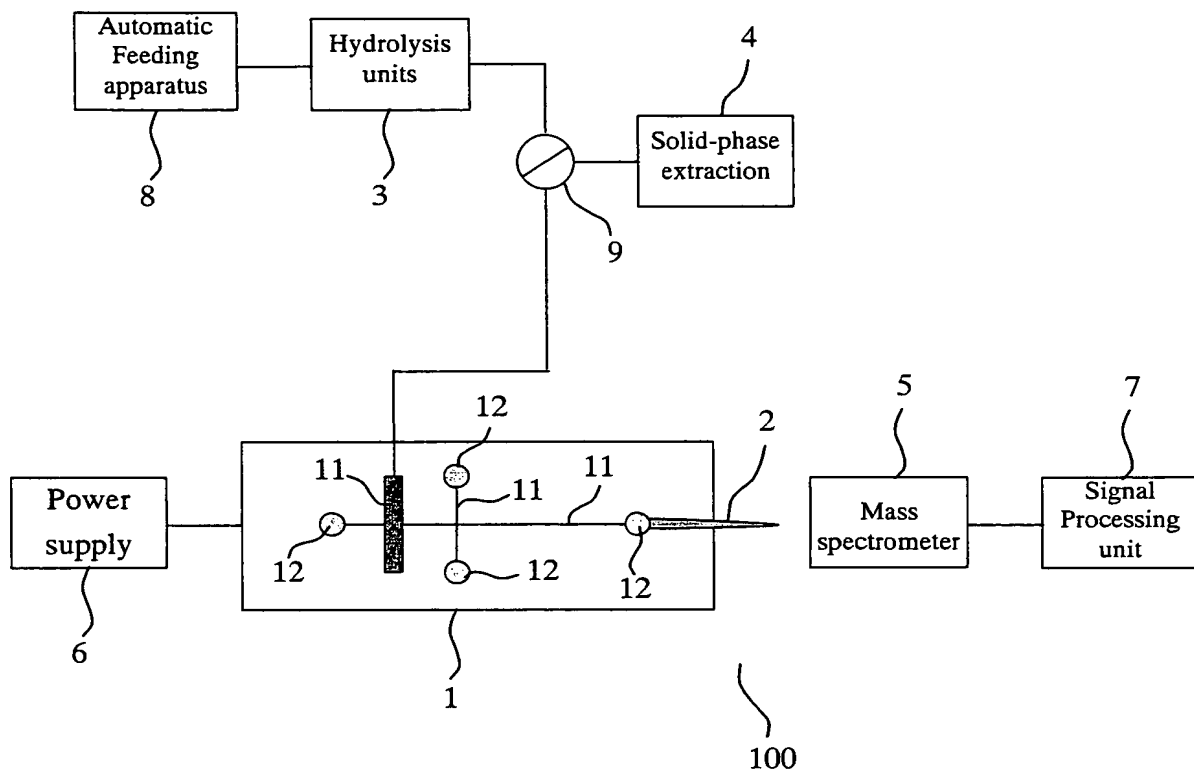 Automatic
Feeding
apparatus
Hydrolysis
units
4
Solid-phase
extraction
8
3
9
12
5
2
7
11
11
11
Power
supply
Mass
spectrometer
Signal
Processing
unit
12
12
12
6
1
100